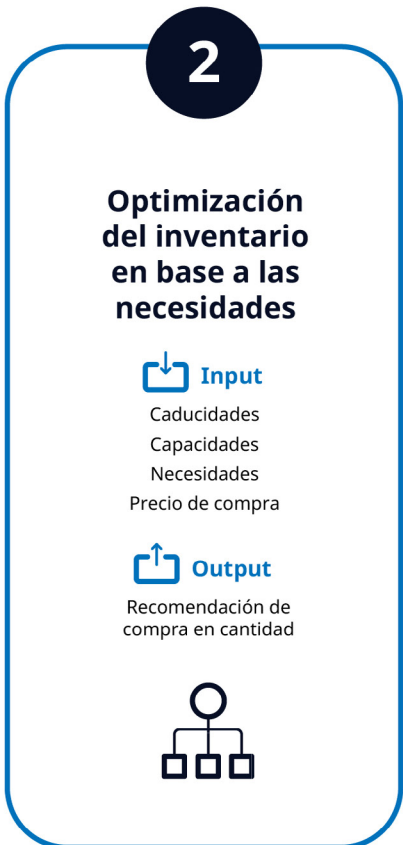 2
Optimización
del inventario
en base a las
necesidades
Input
Caducidades
Capacidades
Necesidades
Precio de compra
Output
Recomendación de
compra en cantidad